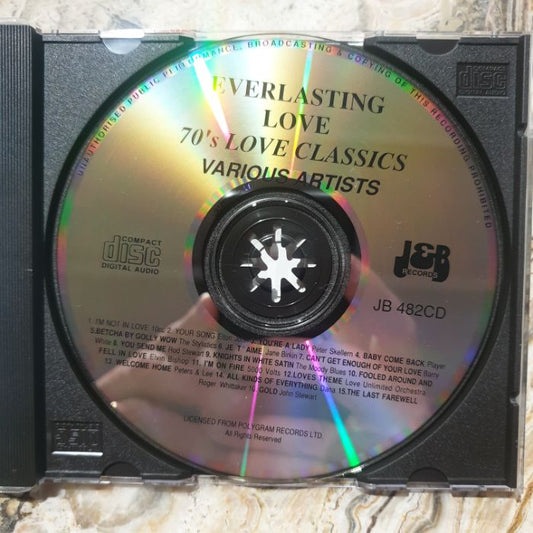 UNAUTHORISED PUBLIC PERFORMANCE, BROADCASTING & COPYING OF THIS RECORDING PROHIBITED
EVERLASTING
LOVE
70's LOVE CLASSICS
VARIOUS ARTISTS
COMPACT
disc
DIGITAL AUDIO
J&B
RECORDS
JB 482CD
1. I'M NOT IN LOVE 10cc 2. YOUR SONG Elton 3. YOU'RE A LADY Peter Skellern 4. BABY COME BACK Player
5.BETCHA BY GOLLY WOW The Stylistics 6. JE T' AIME Jane Birkin 7. CAN'T GET ENOUGH OF YOUR LOVE Barry
White 8. YOU SEND ME Rod Stewart 9. KNIGHTS IN WHITE SATIN The Moody Blues 10. FOOLED AROUND AND
FELL IN LOVE Elvin Bishop 11. I'M ON FIRE 5000 Volts 12.LOVES THEME Love Unlimited Orchestra
13. WELCOME HOME Peters & Lee 14. ALL KINDS OF EVERYTHING Dana 15.THE LAST FAREWELL
Roger Whittaker GOLD John Stewart
LICENSED FROM POLYGRAM RECORDS LTD.
All Rights Reserved
COMPACT
disc
DIGITAL AUDIO